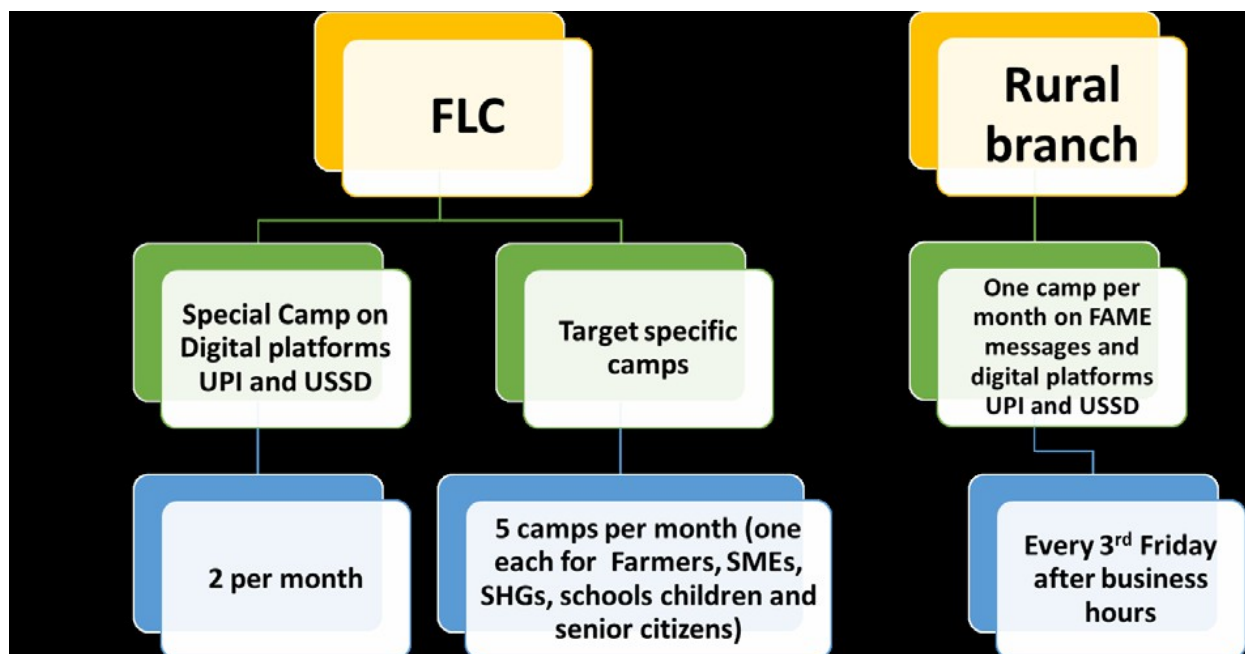 FLC
Rural
branch
Special Camp on
Digital platforms
UPI and USSD
Target specific
camps
One camp per
month on FAME
messages and
digital platforms
UPI and USSD
2 per month
5 camps per month (one
each for Farmers, SMEs,
SHGs, schools children and
senior citizens)
Every 3rd Friday
after business
hours